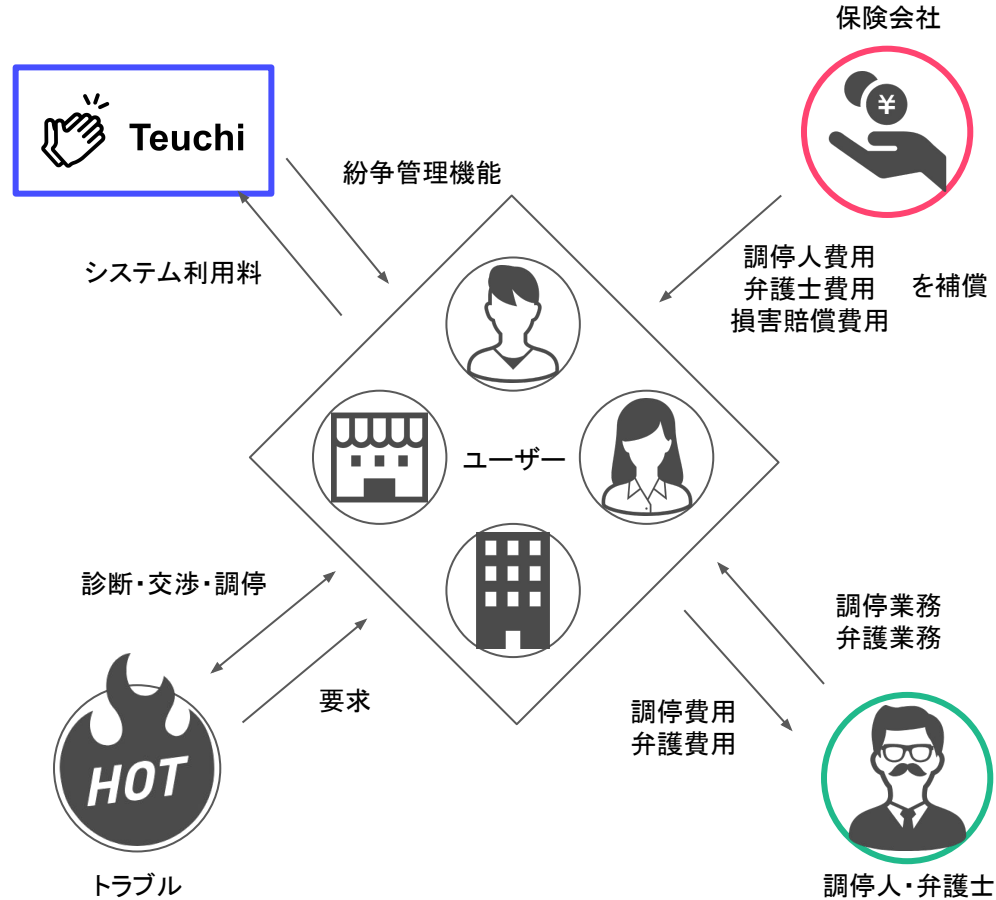 保険会社
¥
Teuchi
紛争管理機能
システム利用料
調停人費用
弁護士費用
損害賠償費用
を補償
ユーザー
診断・交渉・調停
要求
調停業務
弁護業務
調停費用
弁護費用
HOT
トラブル
調停人・弁護士